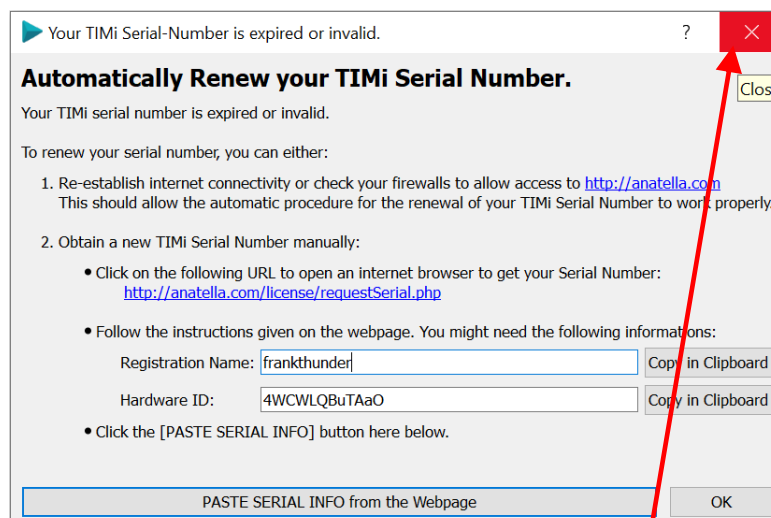 Your TIMi Serial-Number is expired or invalid. ?
Automatically Renew your TIMi Serial Number.
Your TIMi serial number is expired or invalid.
To renew your serial number, you can either:
1. Re-establish internet connectivity or check your firewalls to allow access to http://anatella.com
This should allow the automatic procedure for the renewal of your TIMi Serial Number to work properly.
2. Obtain a new TIMi Serial Number manually:
• Click on the following URL to open an internet browser to get your Serial Number:
http://anatella.com/license/requestSerial.php
• Follow the instructions given on the webpage. You might need the following informations:
Registration Name: frankthunder Copy in Clipboard
Hardware ID: 4WCWLQBuTAaO Copy in Clipboard
• Click the [PASTE SERIAL INFO] button here below.
PASTE SERIAL INFO from the Webpage OK